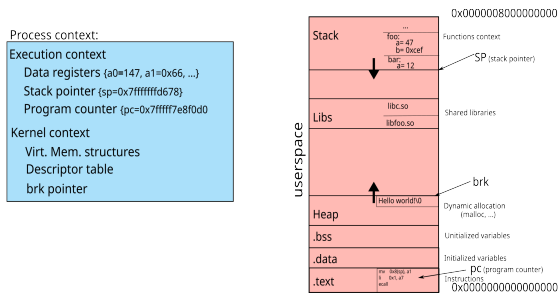 Process context:
Execution context
Data registers {a0=147, a1=0x66, ...}
Stack pointer {sp=0x7fffffffd678}
Program counter {pc=0x7fffff7e8f0d0
Kernel context
Virt. Mem. structures
Descriptor table
brk pointer
userspace
0x0000008000000000
Stack
...
foo:
a= 47
b= 0xcef
bar:
a= 12
Functions context
SP (stack pointer)
Libs
libc.so
libfoo.so
Shared libraries
brk
Hello world!\0
Heap
Dynamic allocation
(malloc, ...)
.bss
Unitialized variables
.data
Initialized variables
.text
a1
ecall
pc (program counter)
Instructions
0x0000000000000000